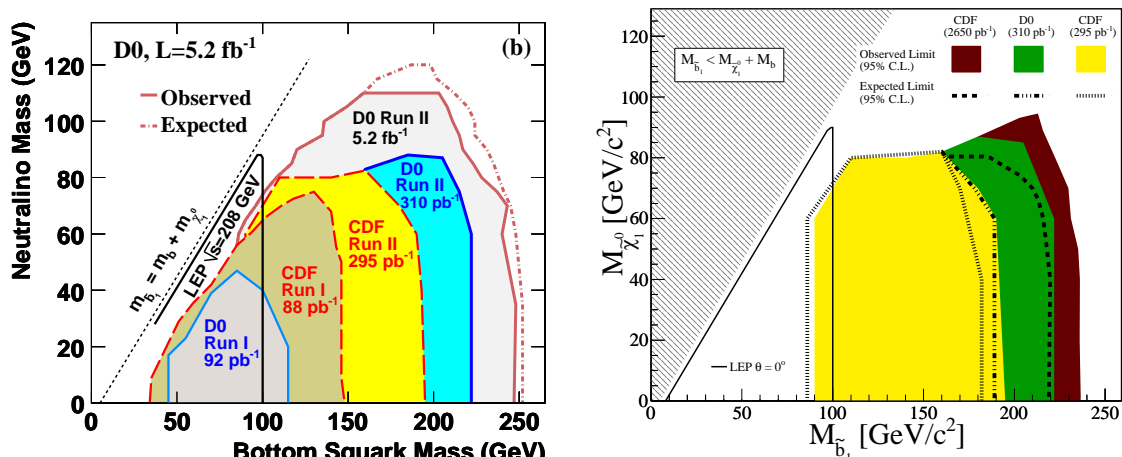 D0, L=5.2 fb⁻¹
(b)
Observed
Expected
D0 Run II
5.2 fb⁻¹
D0
Run II
310 pb⁻¹
CDF
Run II
295 pb⁻¹
CDF
Run I
88 pb⁻¹
D0
Run I
92 pb⁻¹
LEP √s=208 GeV
m_b̃₁ = m_b + m_χ̃₁⁰
Neutralino Mass (GeV)
120
100
80
60
40
20
0
0 50 100 150 200 250
Bottom Squark Mass (GeV)
CDF
(2650 pb⁻¹)
D0
(310 pb⁻¹)
CDF
(295 pb⁻¹)
Observed Limit
(95% C.L.)
Expected Limit
(95% C.L.)
M_b̃₁ < M_χ̃₁⁰ + M_b
LEP θ = 0°
M_χ̃₁⁰ [GeV/c²]
120
100
80
60
40
20
0
0 50 100 150 200 250
M_b̃₁ [GeV/c²]